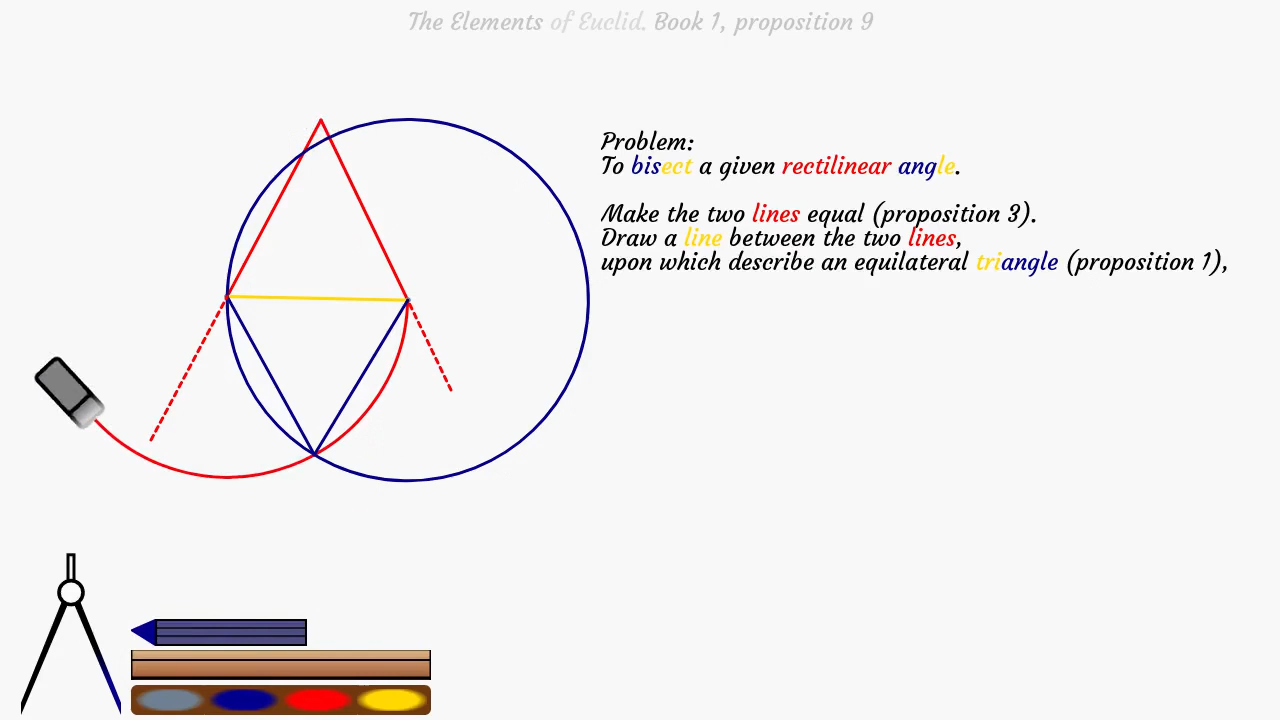 The Elements of Euclid. Book 1, proposition 9
Problem:
To bisect a given rectilinear angle.
Make the two lines equal (proposition 3).
Draw a line between the two lines,
upon which describe an equilateral triangle (proposition 1),